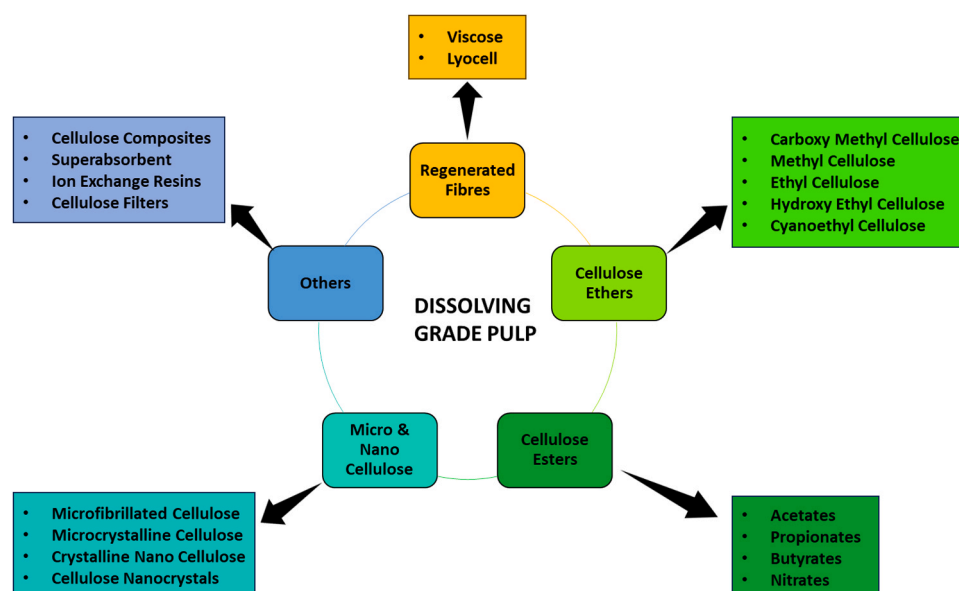 • Viscose
• Lyocell
Regenerated
Fibres
• Carboxy Methyl Cellulose
• Methyl Cellulose
• Ethyl Cellulose
• Hydroxy Ethyl Cellulose
• Cyanoethyl Cellulose
Cellulose
Ethers
• Cellulose Composites
• Superabsorbent
• Ion Exchange Resins
• Cellulose Filters
Others
DISSOLVING
GRADE PULP
Micro &
Nano
Cellulose
• Microfibrillated Cellulose
• Microcrystalline Cellulose
• Crystalline Nano Cellulose
• Cellulose Nanocrystals
Cellulose
Esters
• Acetates
• Propionates
• Butyrates
• Nitrates